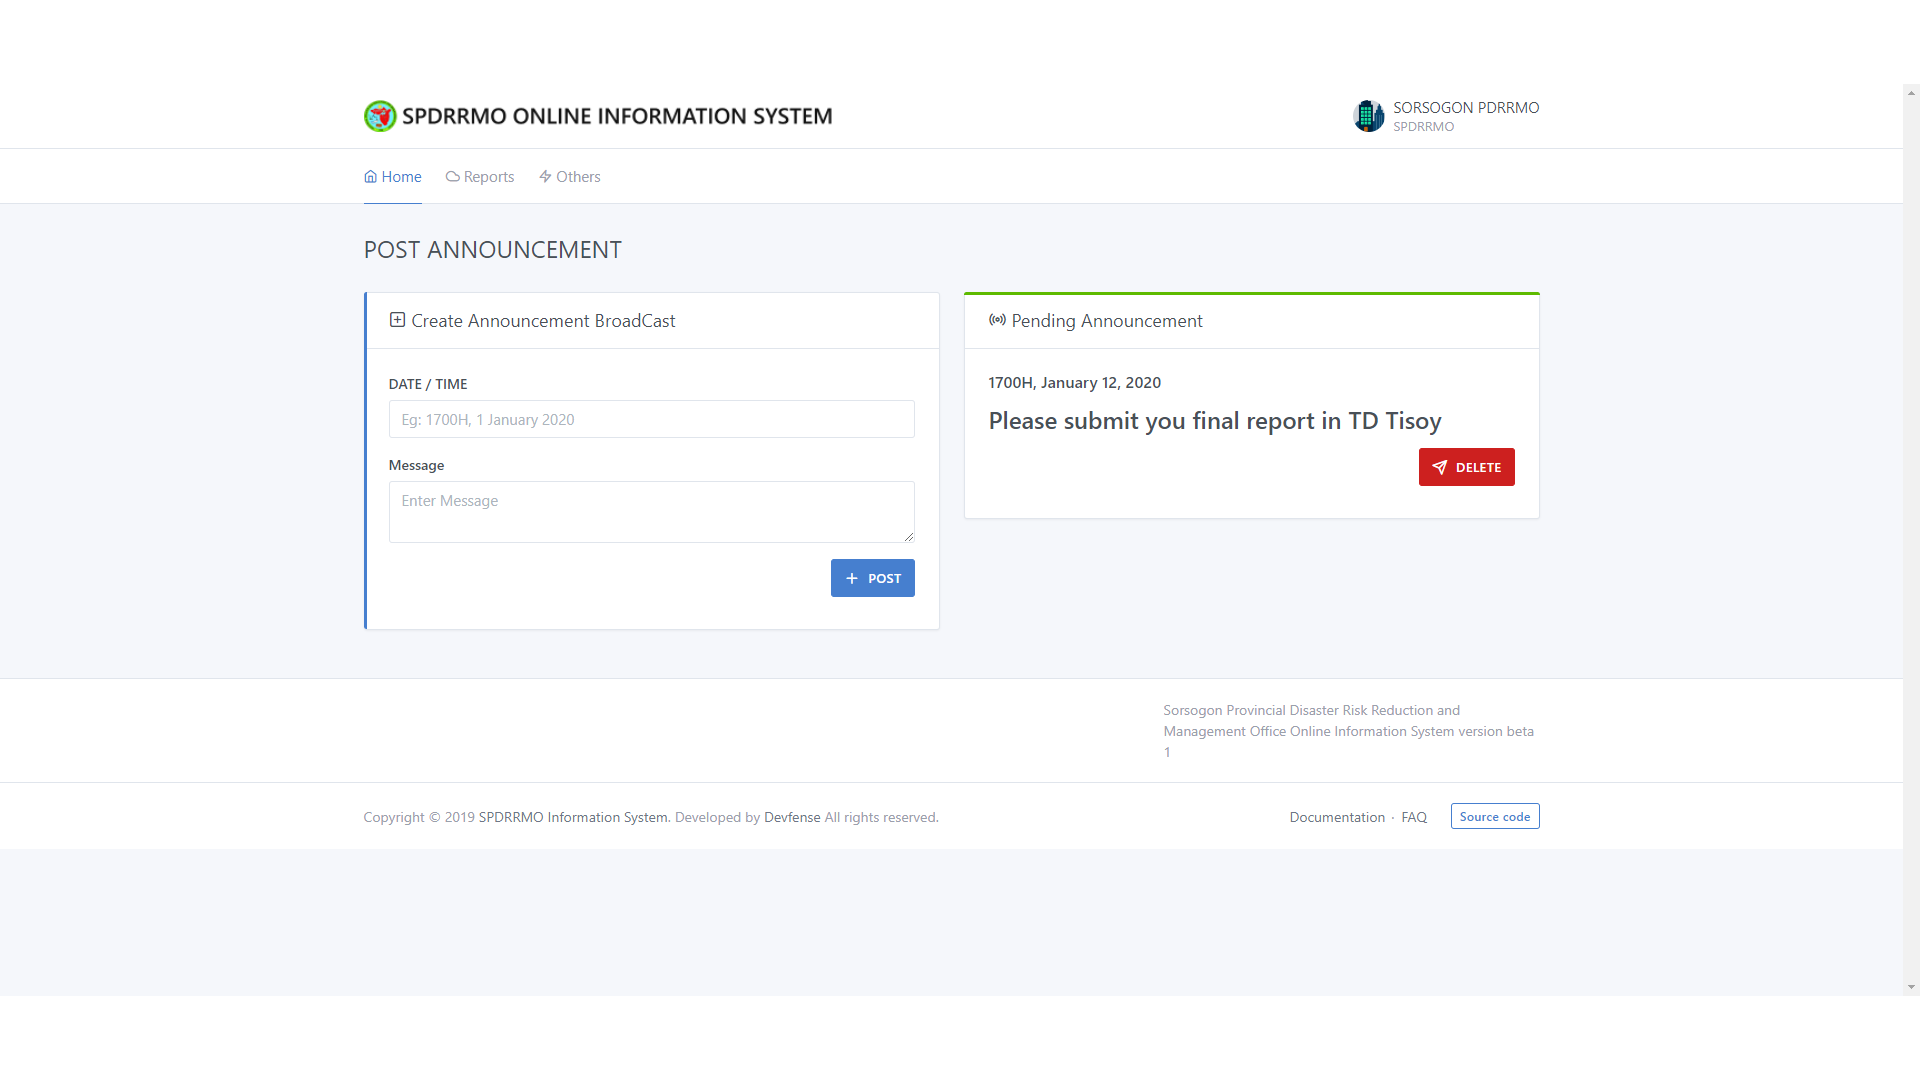 SPDRRMO ONLINE INFORMATION SYSTEM
SORSOGON PDRRMO
SPDRRMO
Home
Reports
Others
POST ANNOUNCEMENT
Create Announcement BroadCast
DATE / TIME
Eg: 1700H, 1 January 2020
Message
Enter Message
POST
Pending Announcement
1700H, January 12, 2020
Please submit you final report in TD Tisoy
DELETE
Sorsogon Provincial Disaster Risk Reduction and
Management Office Online Information System version beta
1
Copyright © 2019 SPDRRMO Information System. Developed by Devfense All rights reserved.
Documentation · FAQ
Source code